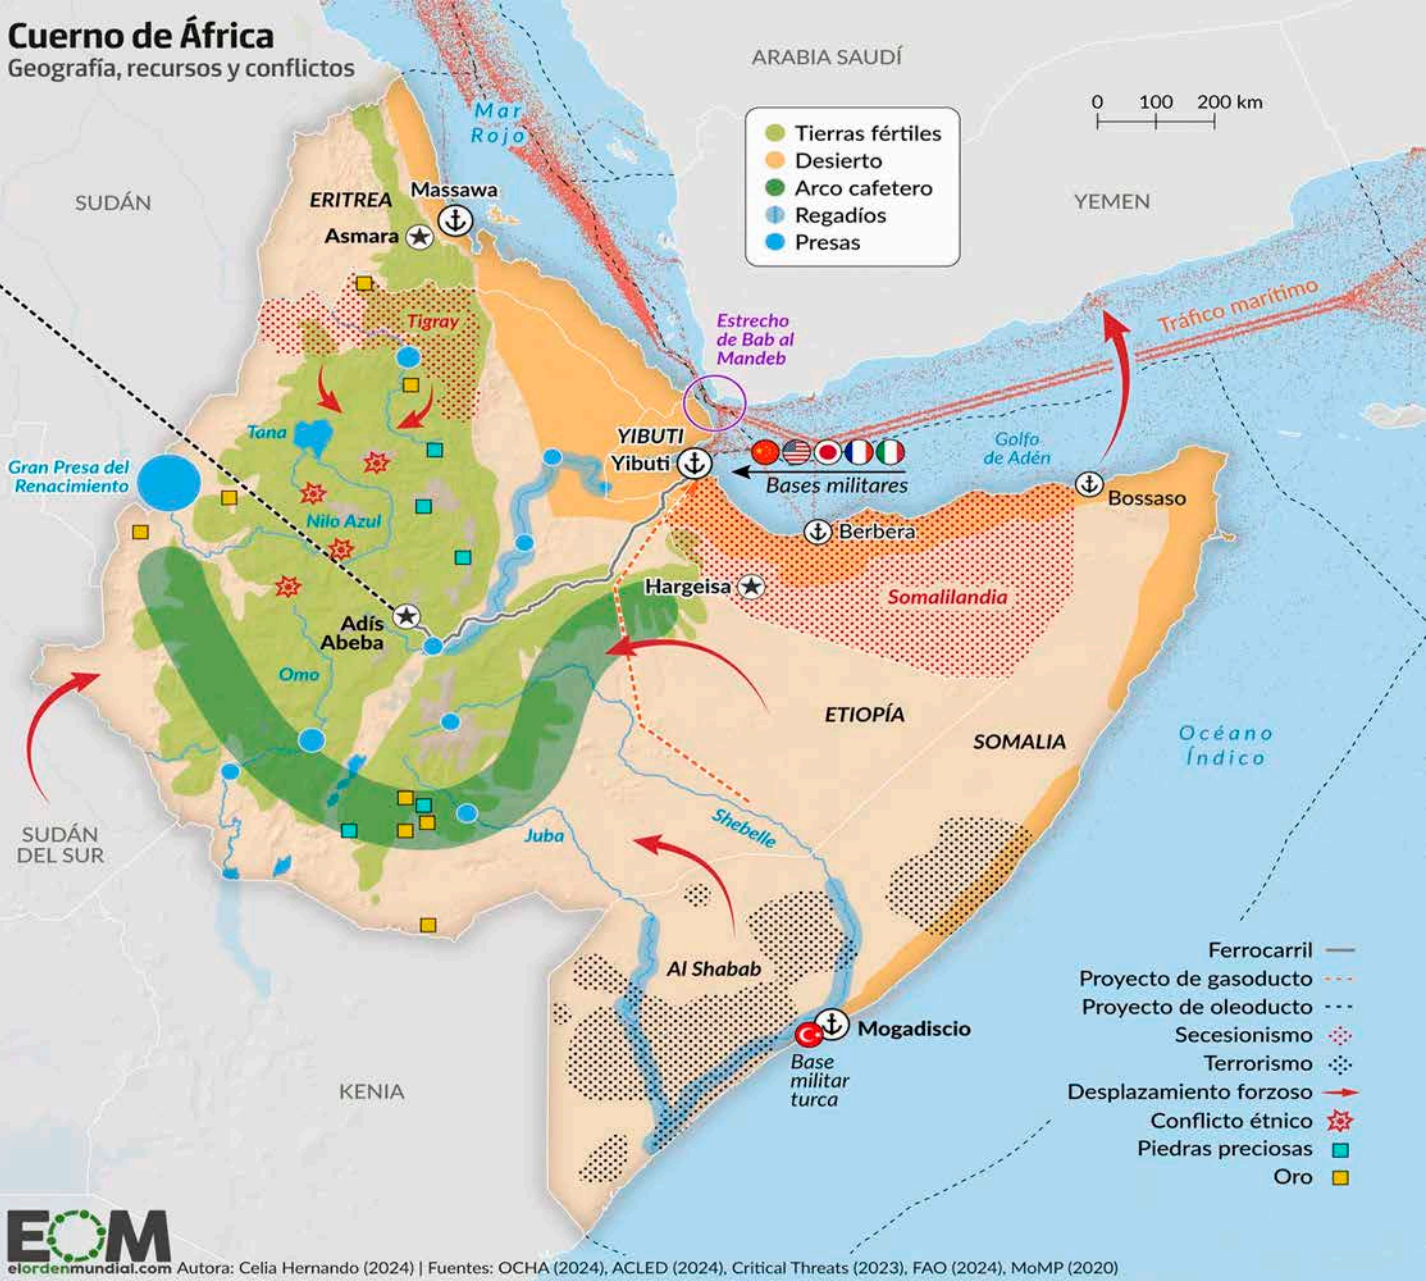 Cuerno de África
Geografía, recursos y conflictos
ARABIA SAUDÍ
0 100 200 km
Mar
Rojo
Tierras fértiles
Desierto
Arco cafetero
Regadíos
Presas
SUDÁN
ERITREA
Massawa
Asmara
YEMEN
Tigray
Estrecho
de Bab al
Mandeb
Tráfico marítimo
Tana
YIBUTI
Yibuti
Golfo
de Adén
Gran Presa del
Renacimiento
Bases militares
Bossaso
Nilo Azul
Berbera
Hargeisa
Somalilandia
Adís
Abeba
Omo
ETIOPÍA
SOMALIA
Océano
Índico
SUDÁN
DEL SUR
Juba
Shebelle
Al Shabab
Mogadiscio
Base
militar
turca
KENIA
Ferrocarril
Proyecto de gasoducto
Proyecto de oleoducto
Secesionismo
Terrorismo
Desplazamiento forzoso
Conflicto étnico
Piedras preciosas
Oro
EOM
elordenmundial.com Autora: Celia Hernando (2024) | Fuentes: OCHA (2024), ACLED (2024), Critical Threats (2023), FAO (2024), MoMP (2020)